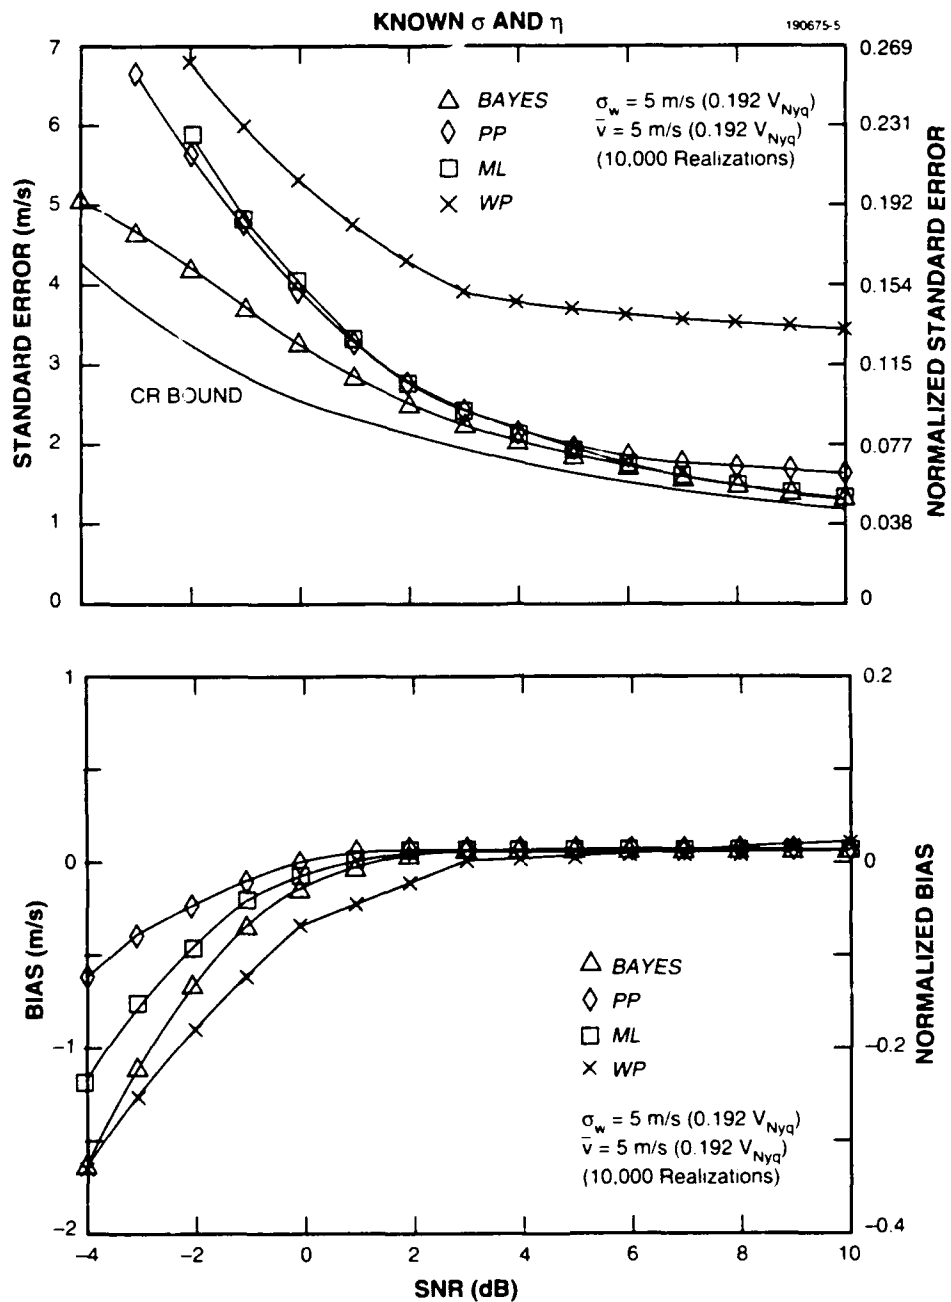 KNOWN σ AND η
190675-5
STANDARD ERROR (m/s)
7
6
5
4
3
2
1
0
BAYES
PP
ML
WP
σw = 5 m/s (0.192 VNyq)
v̄ = 5 m/s (0.192 VNyq)
(10,000 Realizations)
CR BOUND
0.269
0.231
0.192
0.154
0.115
0.077
0.038
0
NORMALIZED STANDARD ERROR
BIAS (m/s)
1
0
−1
−2
BAYES
PP
ML
WP
σw = 5 m/s (0.192 VNyq)
v̄ = 5 m/s (0.192 VNyq)
(10,000 Realizations)
0.2
0
−0.2
−0.4
NORMALIZED BIAS
−4 −2 0 2 4 6 8 10
SNR (dB)